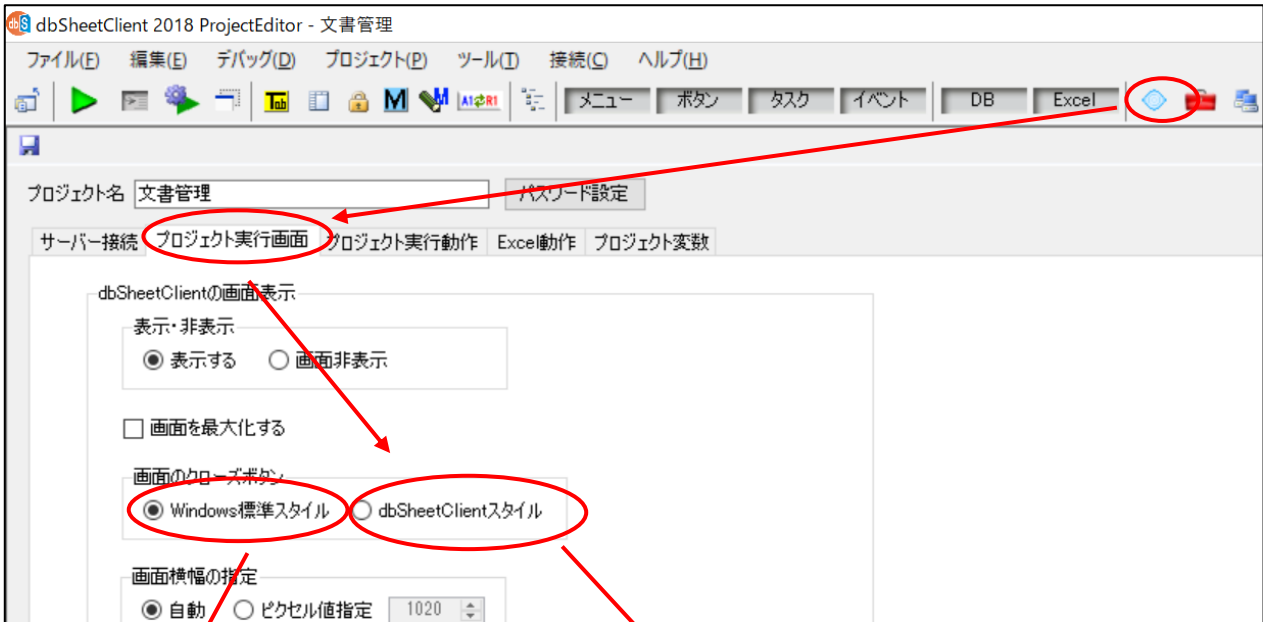 dbSheetClient 2018 ProjectEditor - 文書管理
ファイル(F) 編集(E) デバッグ(D) プロジェクト(P) ツール(T) 接続(C) ヘルプ(H)
Tab M M A1⇄R1 メニュー ボタン タスク イベント DB Excel
プロジェクト名 文書管理 パスワード設定
サーバー接続 プロジェクト実行画面 プロジェクト実行動作 Excel動作 プロジェクト変数
dbSheetClientの画面表示
表示・非表示
表示する 画面非表示
画面を最大化する
画面のクローズボタン
Windows標準スタイル dbSheetClientスタイル
画面横幅の指定
自動 ピクセル値指定 1020